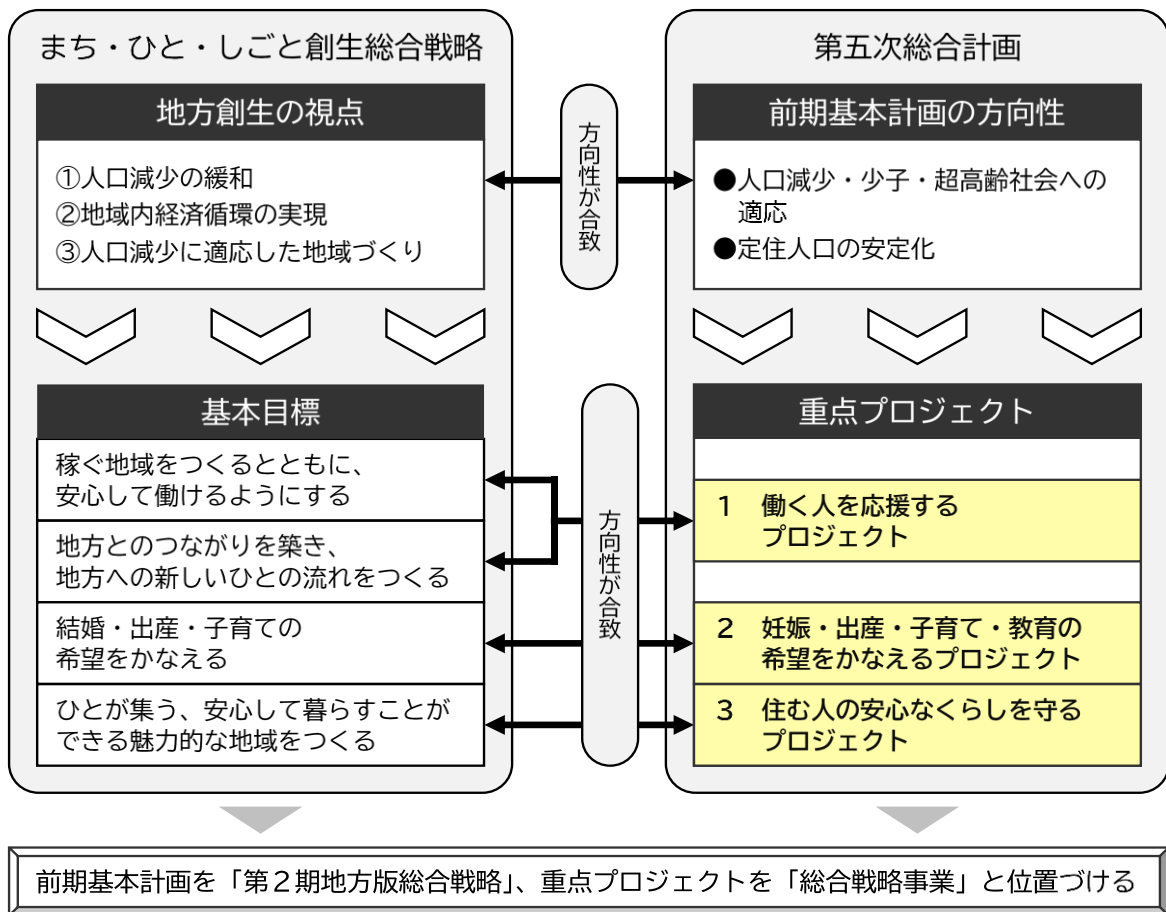 まち・ひと・しごと創生総合戦略
地方創生の視点
①人口減少の緩和
②地域内経済循環の実現
③人口減少に適応した地域づくり
方向性が合致
第五次総合計画
前期基本計画の方向性
●人口減少・少子・超高齢社会への
適応
●定住人口の安定化
基本目標
稼ぐ地域をつくるとともに、
安心して働けるようにする
地方とのつながりを築き、
地方への新しいひとの流れをつくる
結婚・出産・子育ての
希望をかなえる
ひとが集う、安心して暮らすことが
できる魅力的な地域をつくる
方向性が合致
重点プロジェクト
1 働く人を応援する
プロジェクト
2 妊娠・出産・子育て・教育の
希望をかなえるプロジェクト
3 住む人の安心なくらしを守る
プロジェクト
前期基本計画を「第２期地方版総合戦略」、重点プロジェクトを「総合戦略事業」と位置づける